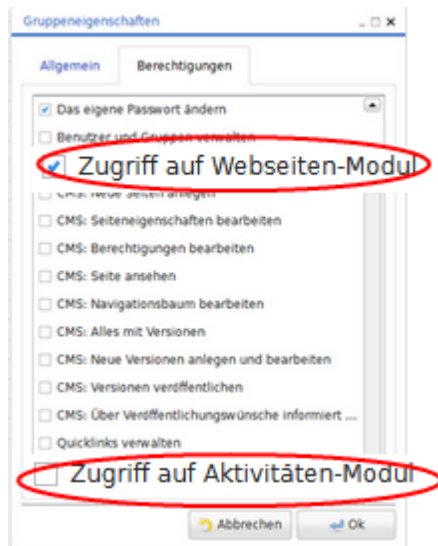 Gruppeneigenschaften
Allgemein Berechtigungen
Das eigene Passwort ändern
Benutzer und Gruppen verwalten
Zugriff auf Webseiten-Modul
CMS: Neue Seiten anlegen
CMS: Seiteneigenschaften bearbeiten
CMS: Berechtigungen bearbeiten
CMS: Seite ansehen
CMS: Navigationsbaum bearbeiten
CMS: Alles mit Versionen
CMS: Neue Versionen anlegen und bearbeiten
CMS: Versionen veröffentlichen
CMS: Über Veröffentlichungswünsche informiert ...
Quicklinks verwalten
Zugriff auf Aktivitäten-Modul
Abbrechen Ok